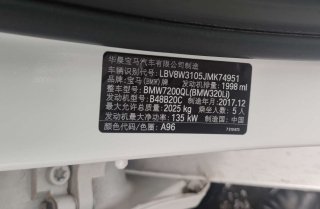 华晨宝马汽车有限公司制造
车辆识别代号: LBV8W3105JMK74951
品牌: 宝马(BMW)牌 发动机排量: 1998 ml
整车型号: BMW7200QL(BMW320Li)
发动机型号: B48B20C 制造年月: 2017.12
最大允许总质量: 2025 kg 乘坐人数: 5 人
发动机最大净功率: 135 kW 制造国: 中国
颜色代码/色番: A96